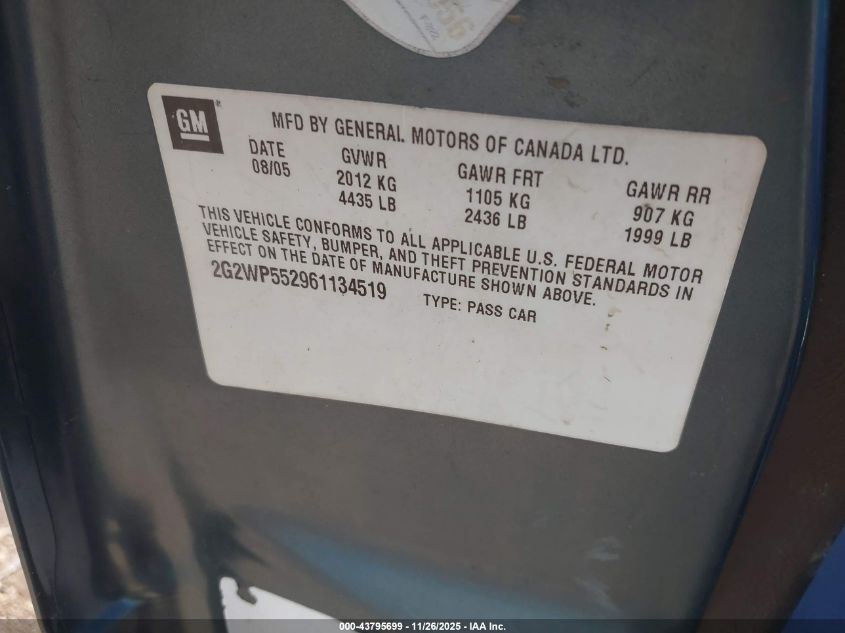 56
GM
MFD BY GENERAL MOTORS OF CANADA LTD.
DATE GVWR GAWR FRT GAWR RR
08/05 2012 KG 1105 KG 907 KG
4435 LB 2436 LB 1999 LB
THIS VEHICLE CONFORMS TO ALL APPLICABLE U.S. FEDERAL MOTOR
VEHICLE SAFETY, BUMPER, AND THEFT PREVENTION STANDARDS IN
EFFECT ON THE DATE OF MANUFACTURE SHOWN ABOVE.
2G2WP552961134519 TYPE: PASS CAR
000-43795699 - 11/26/2025 - IAA Inc.